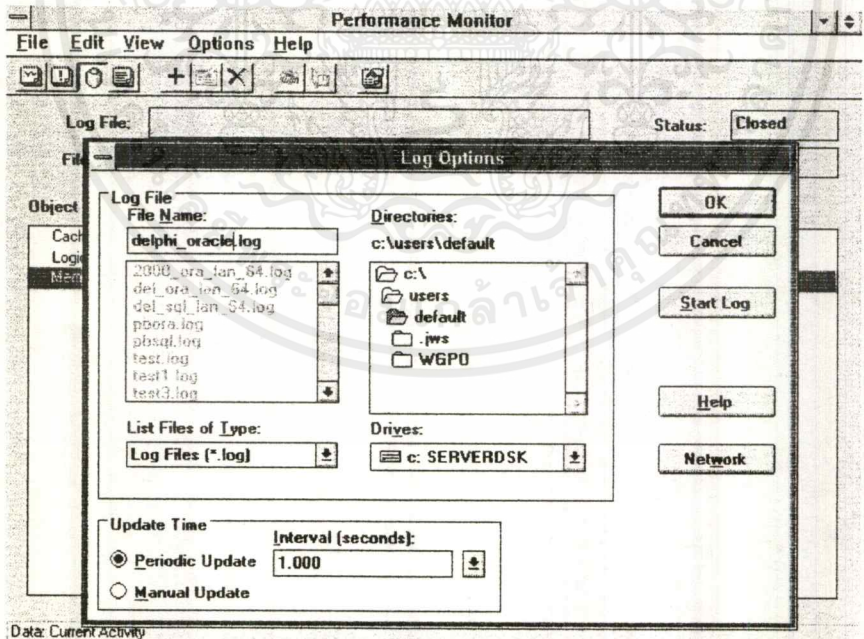 Performance Monitor
File Edit View Options Help
Log File:
Status: Closed
Log Options
Object
Log File
File Name:
delphi_oracle.log
2000_ora_lan_64.log
del_ora_lan_64.log
del_sql_lan_64.log
pbora.log
pbsql.log
test.log
test1.log
test3.log
List Files of Type:
Log Files (*.log)
Directories:
c:\users\default
c:\
users
default
.jws
WGPO
Drives:
c: SERVERDSK
OK
Cancel
Start Log
Help
Network
Update Time
Interval (seconds):
Periodic Update 1.000
Manual Update
Data: Current Activity